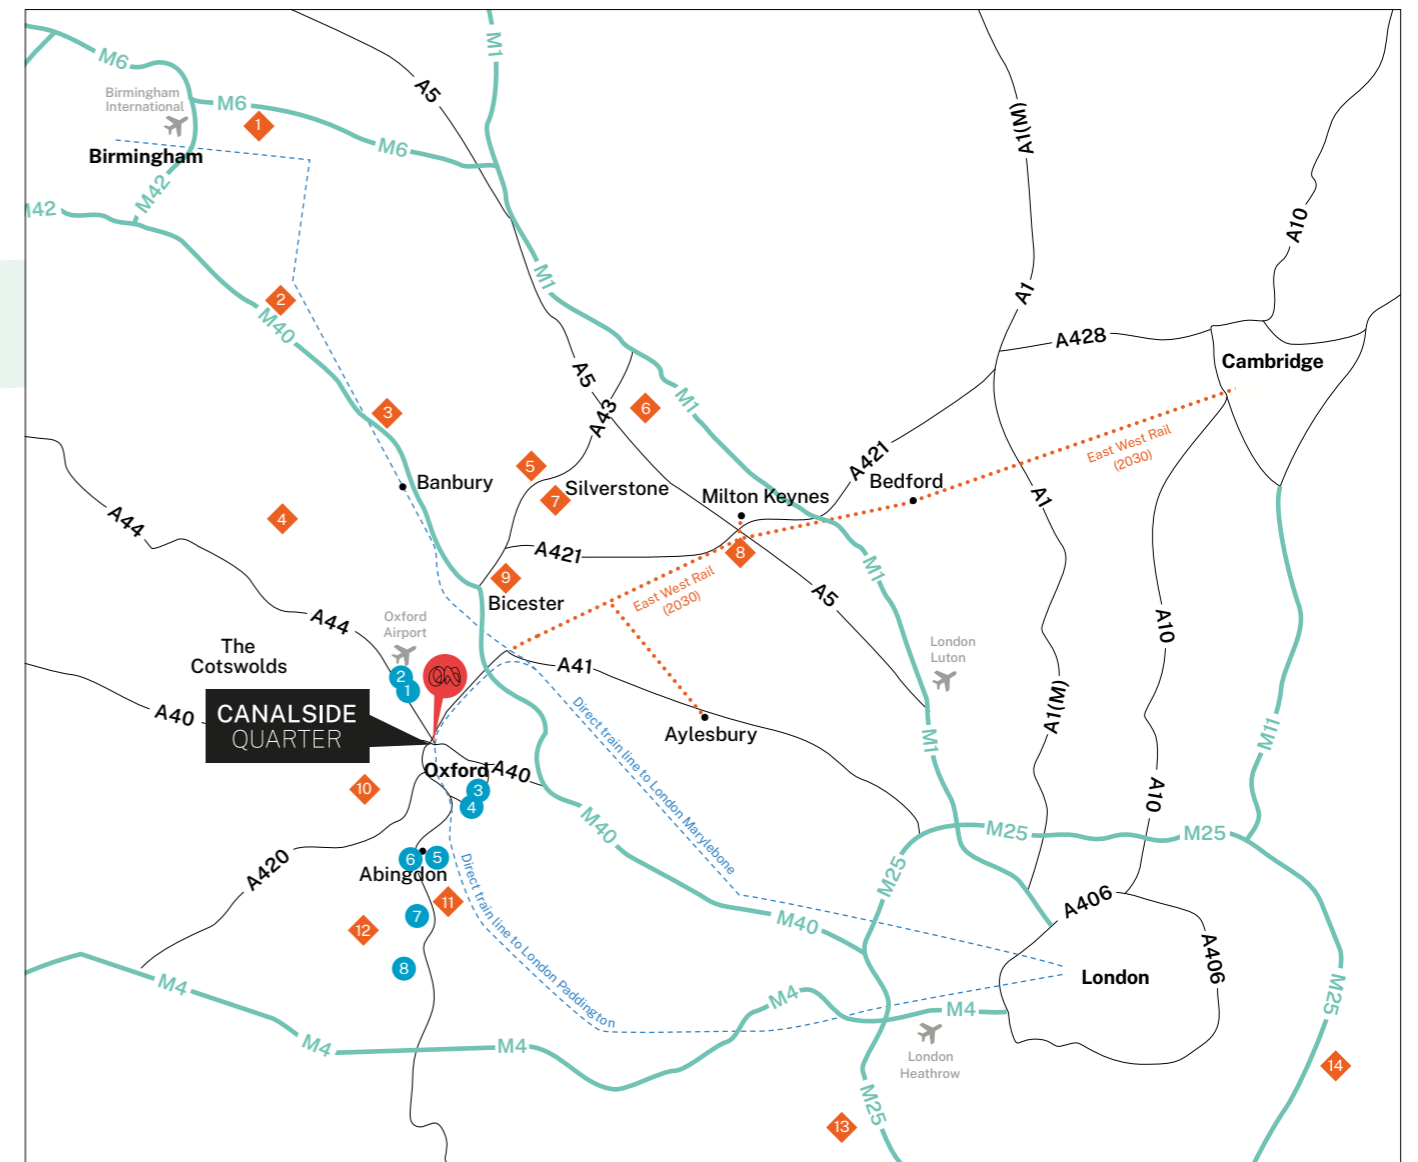 M1
M6
A5
Birmingham
International
M6
1
A1(M)
M6
Birmingham
M42
M42
A10
M1
A1
2
M40
A428
Cambridge
A5
M1
3
A43
6
East West Rail
(2030)
A421
5
Silverstone
7
Banbury
Milton Keynes
Bedford
A1
4
A44
A421
8
M1
9
Bicester
East West Rail
(2030)
A5
A44
Oxford
Airport
A10
The
Cotswolds
London
Luton
2
1
A41
A1(M)
CANALSIDE
QUARTER
A40
Direct train line to London Marylebone
Aylesbury
M1
M11
Oxford
A40
10
3
4
A10
M40
M25
M25
A420
6
5
Abingdon
M25
11
Direct train line to London Paddington
A406
7
12
M40
A406
8
London
M4
M4
M4
M25
M4
M4
London
Heathrow
14
M25
13